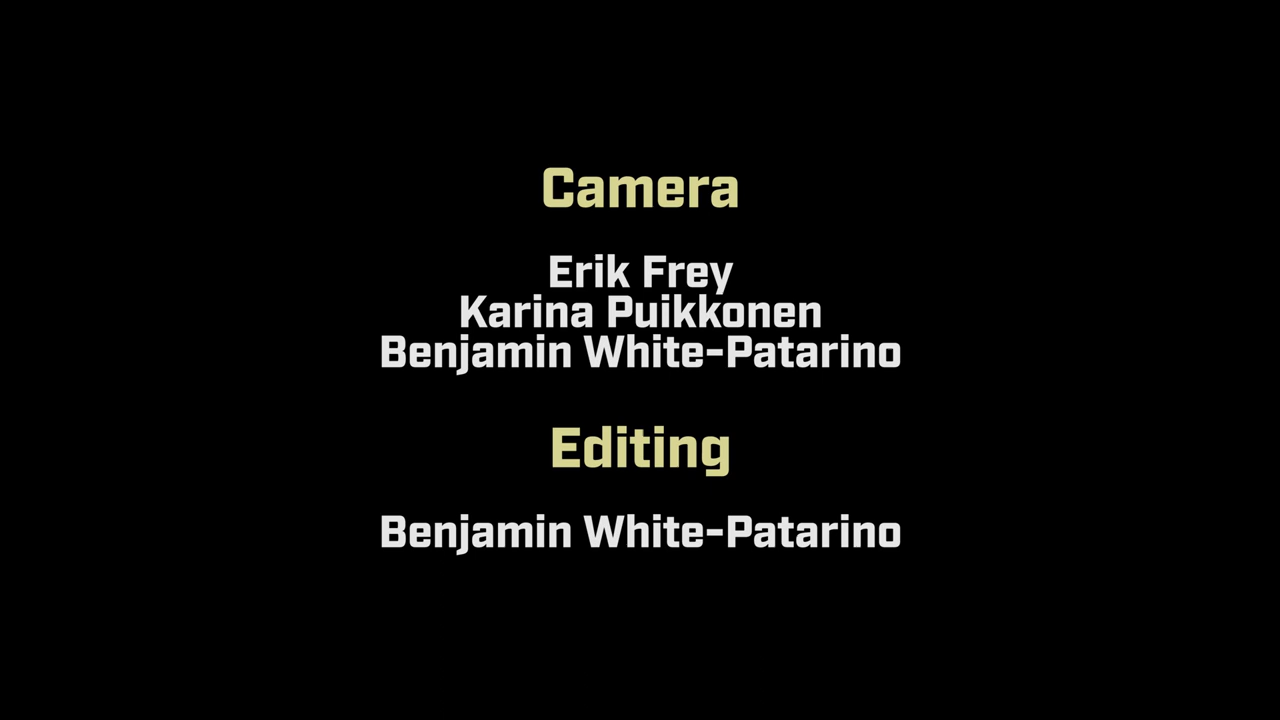 Camera
Erik Frey
Karina Puikkonen
Benjamin White-Patarino
Editing
Benjamin White-Patarino